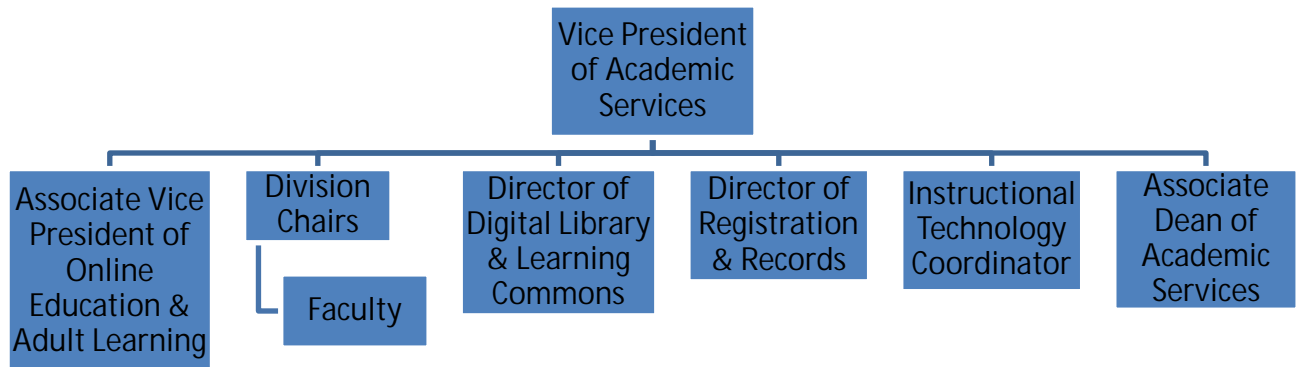 Vice President
of Academic
Services
Associate Vice
President of
Online
Education &
Adult Learning
Division
Chairs
Faculty
Director of
Digital Library
& Learning
Commons
Director of
Registration
& Records
Instructional
Technology
Coordinator
Associate
Dean of
Academic
Services